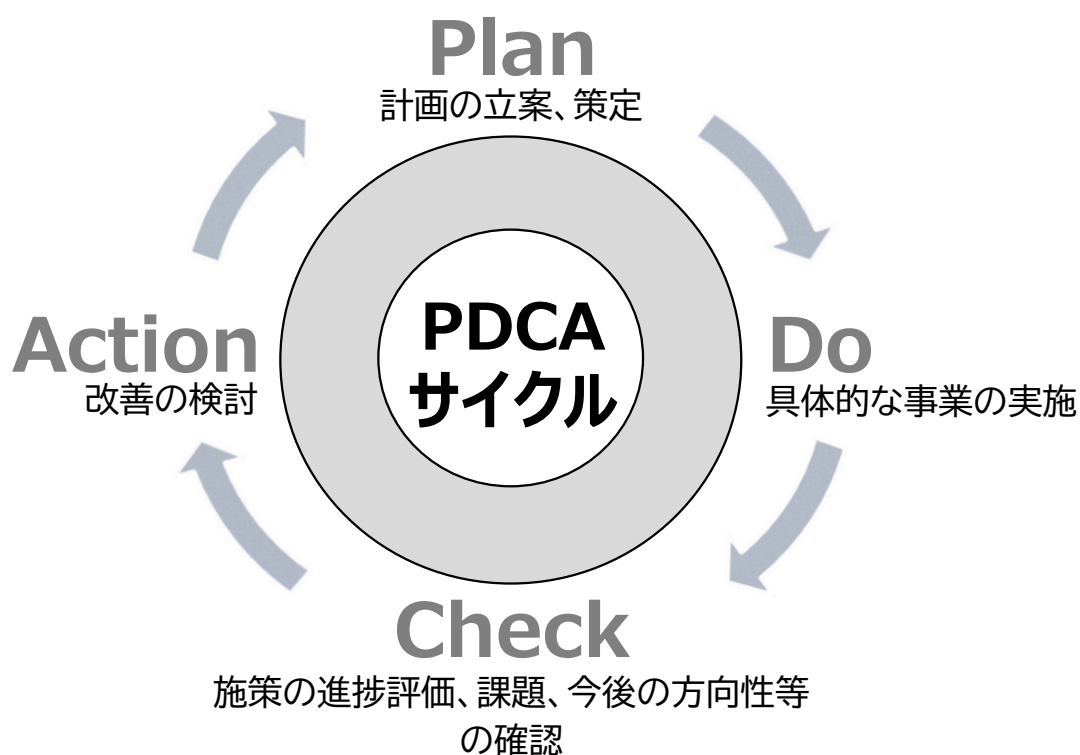 Plan
計画の立案、策定
PDCA
サイクル
Action
改善の検討
Do
具体的な事業の実施
Check
施策の進捗評価、課題、今後の方向性等
の確認